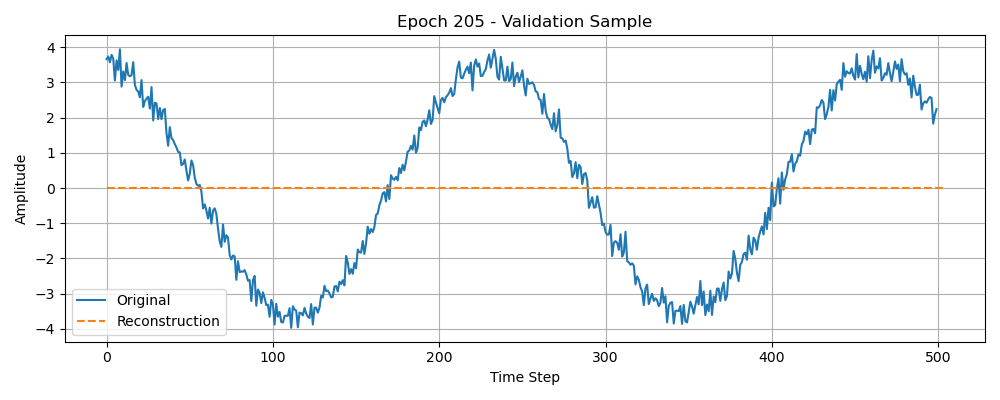 Epoch 205 - Validation Sample
Amplitude
4
3
2
1
0
−1
−2
−3
−4
Original
Reconstruction
0 100 200 300 400 500
Time Step